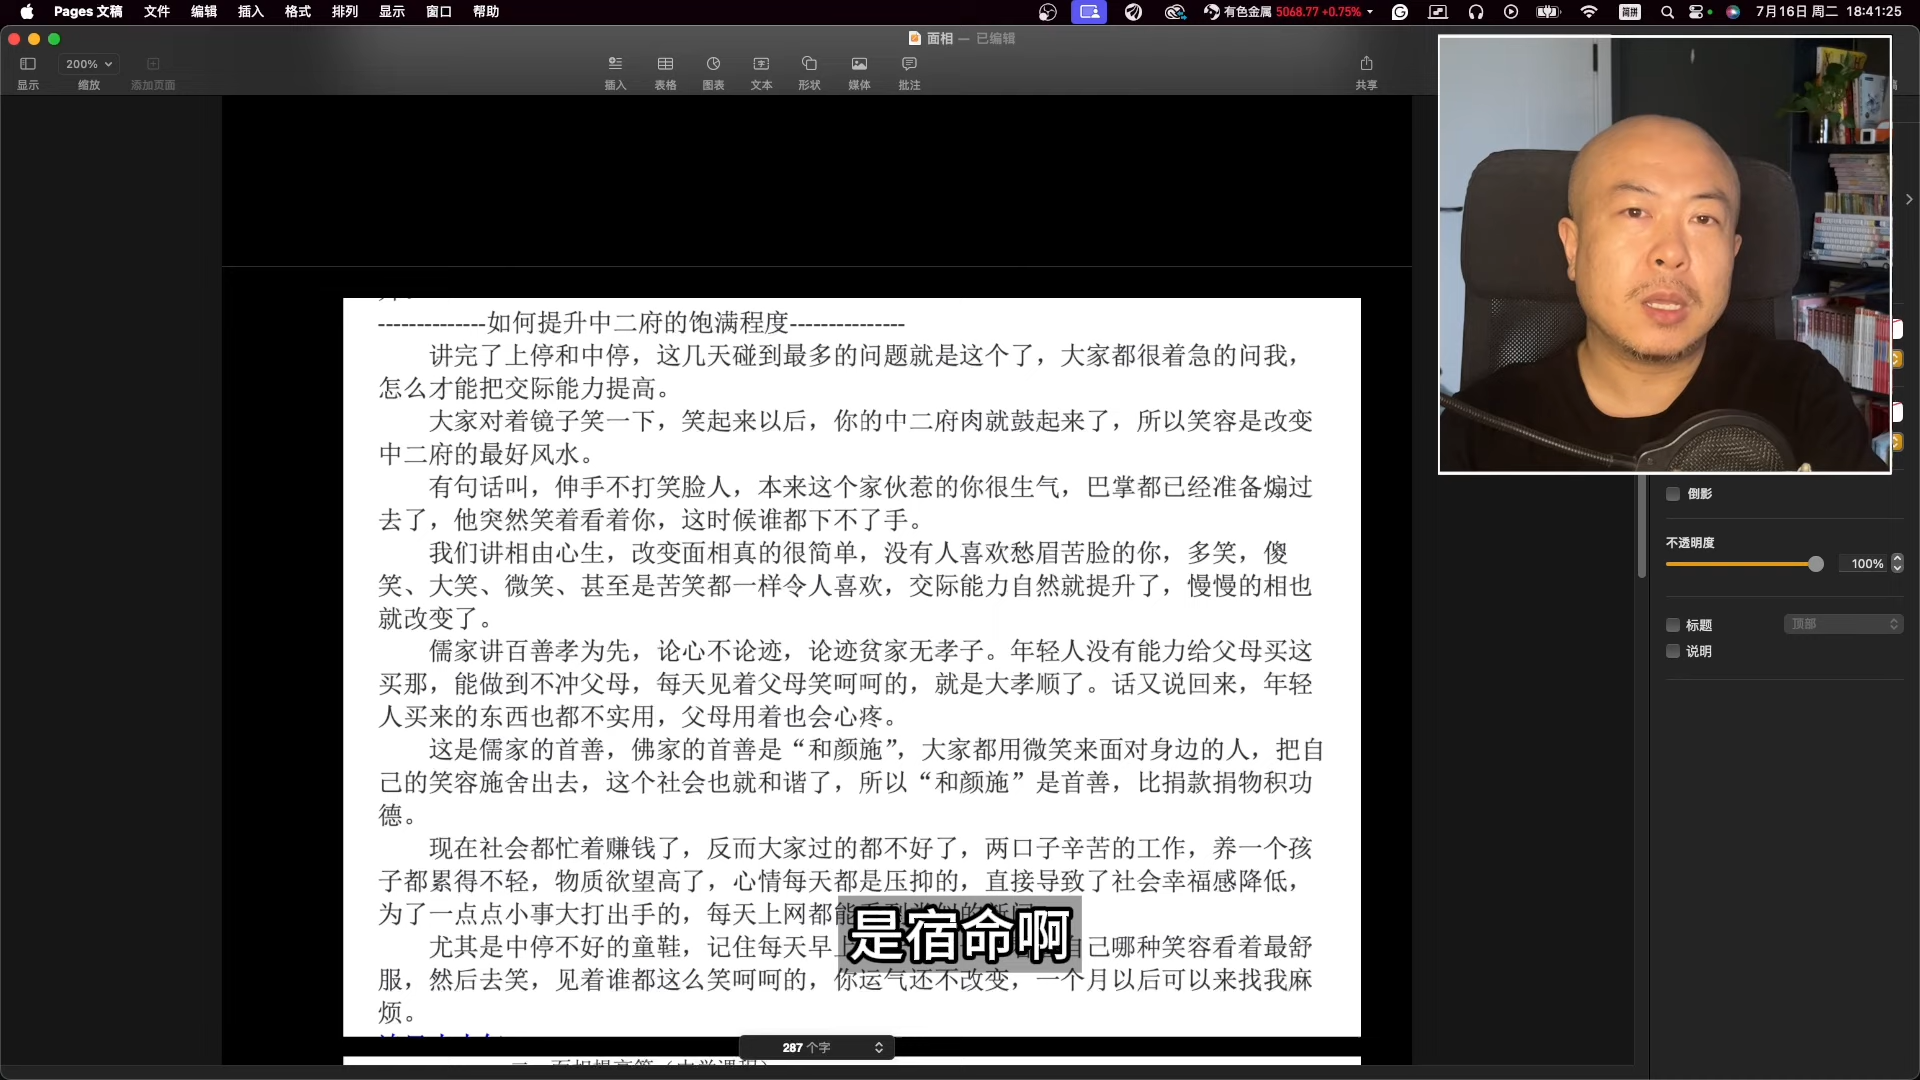 Pages 文稿 文件 编辑 插入 格式 排列 显示 窗口 帮助
有色金属 5068.77 +0.75% 简拼 7月16日 周二 18:41:25
面相 — 已编辑
200%
显示 缩放 添加页面 插入 表格 图表 文本 形状 媒体 批注 共享
--------------如何提升中二府的饱满程度---------------
讲完了上停和中停，这几天碰到最多的问题就是这个了，大家都很着急的问我，
怎么才能把交际能力提高。
大家对着镜子笑一下，笑起来以后，你的中二府肉就鼓起来了，所以笑容是改变
中二府的最好风水。
有句话叫，伸手不打笑脸人，本来这个家伙惹的你很生气，巴掌都已经准备煽过
去了，他突然笑着看着你，这时候谁都下不了手。
我们讲相由心生，改变面相真的很简单，没有人喜欢愁眉苦脸的你，多笑，傻
笑、大笑、微笑、甚至是苦笑都一样令人喜欢，交际能力自然就提升了，慢慢的相也
就改变了。
儒家讲百善孝为先，论心不论迹，论迹贫家无孝子。年轻人没有能力给父母买这
买那，能做到不冲父母，每天见着父母笑呵呵的，就是大孝顺了。话又说回来，年轻
人买来的东西也都不实用，父母用着也会心疼。
这是儒家的首善，佛家的首善是“和颜施”，大家都用微笑来面对身边的人，把自
己的笑容施舍出去，这个社会也就和谐了，所以“和颜施”是首善，比捐款捐物积功
德。
现在社会都忙着赚钱了，反而大家过的都不好了，两口子辛苦的工作，养一个孩
子都累得不轻，物质欲望高了，心情每天都是压抑的，直接导致了社会幸福感降低，
为了一点点小事大打出手的，每天上网都能
尤其是中停不好的童鞋，记住每天早上 自己哪种笑容看着最舒
服，然后去笑，见着谁都这么笑呵呵的，你运气还不改变，一个月以后可以来找我麻
烦。
是宿命啊
287 个字
倒影
不透明度
100%
标题 顶部
说明